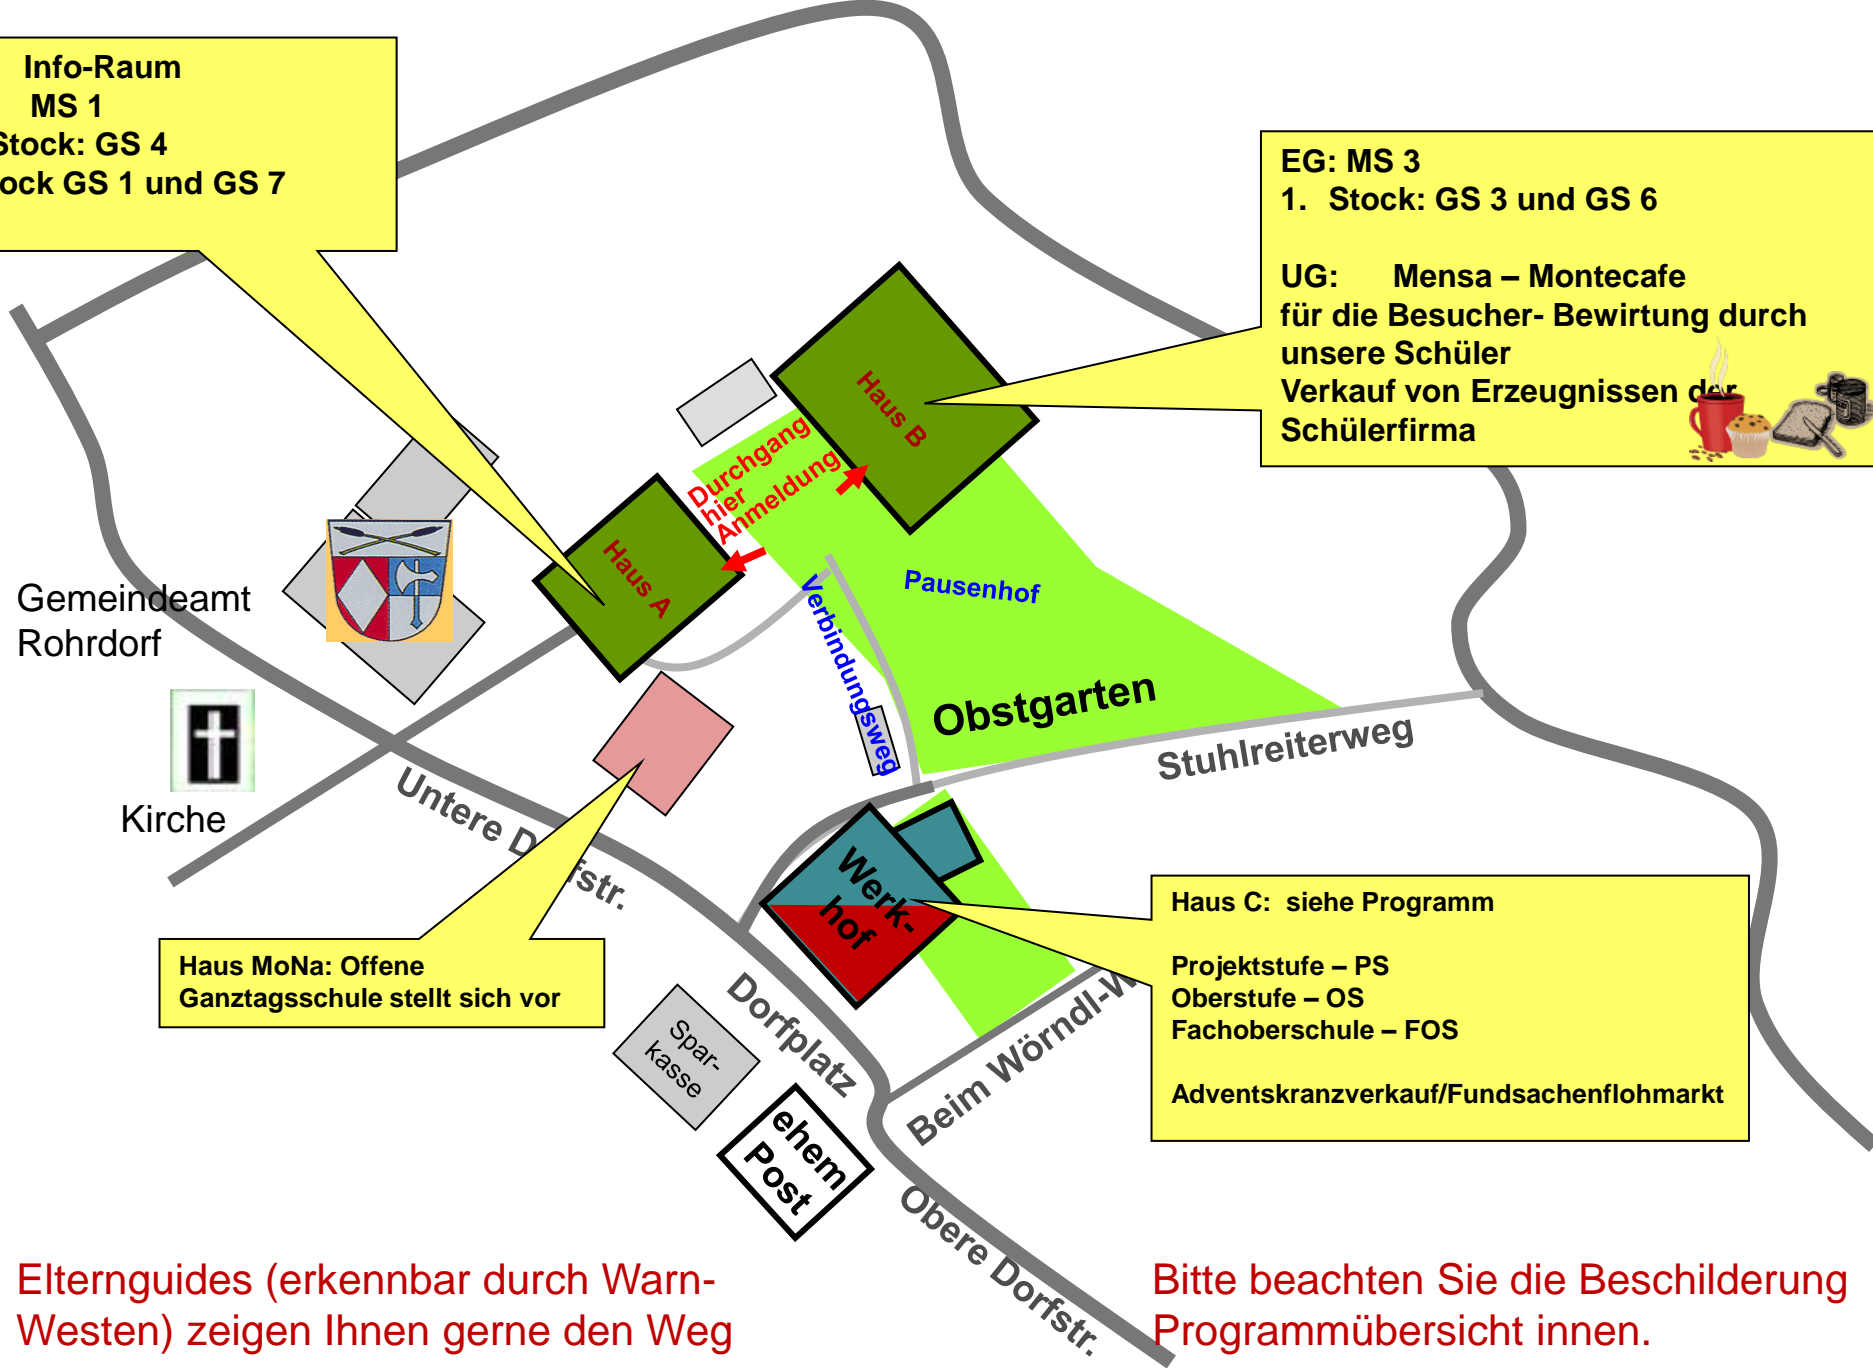 Info-Raum
MS 1
Stock: GS 4
ock GS 1 und GS 7
EG: MS 3
1. Stock: GS 3 und GS 6
UG: Mensa – Montecafe
für die Besucher- Bewirtung durch
unsere Schüler
Verkauf von Erzeugnissen der
Schülerfirma
Haus B
Durchgang
hier
Anmeldung
Haus A
Pausenhof
Verbindungsweg
Gemeindeamt
Rohrdorf
Obstgarten
Stuhlreiterweg
Kirche
Untere D fstr.
Werk-
hof
Haus C: siehe Programm
Projektstufe – PS
Oberstufe – OS
Fachoberschule – FOS
Adventskranzverkauf/Fundsachenflohmarkt
Haus MoNa: Offene
Ganztagsschule stellt sich vor
Dorfplatz
Spar-
kasse
Beim Wörndl-W
ehem
Post
Obere Dorfstr.
Elternguides (erkennbar durch Warn-
Westen) zeigen Ihnen gerne den Weg
Bitte beachten Sie die Beschilderung
Programmübersicht innen.